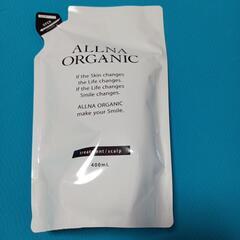 ALLNA
ORGANIC
If the Skin changes
the Life changes.
If the Life changes
Smile changes.
ALLNA ORGANIC
make your Smile.
treatment/scalp
400mL